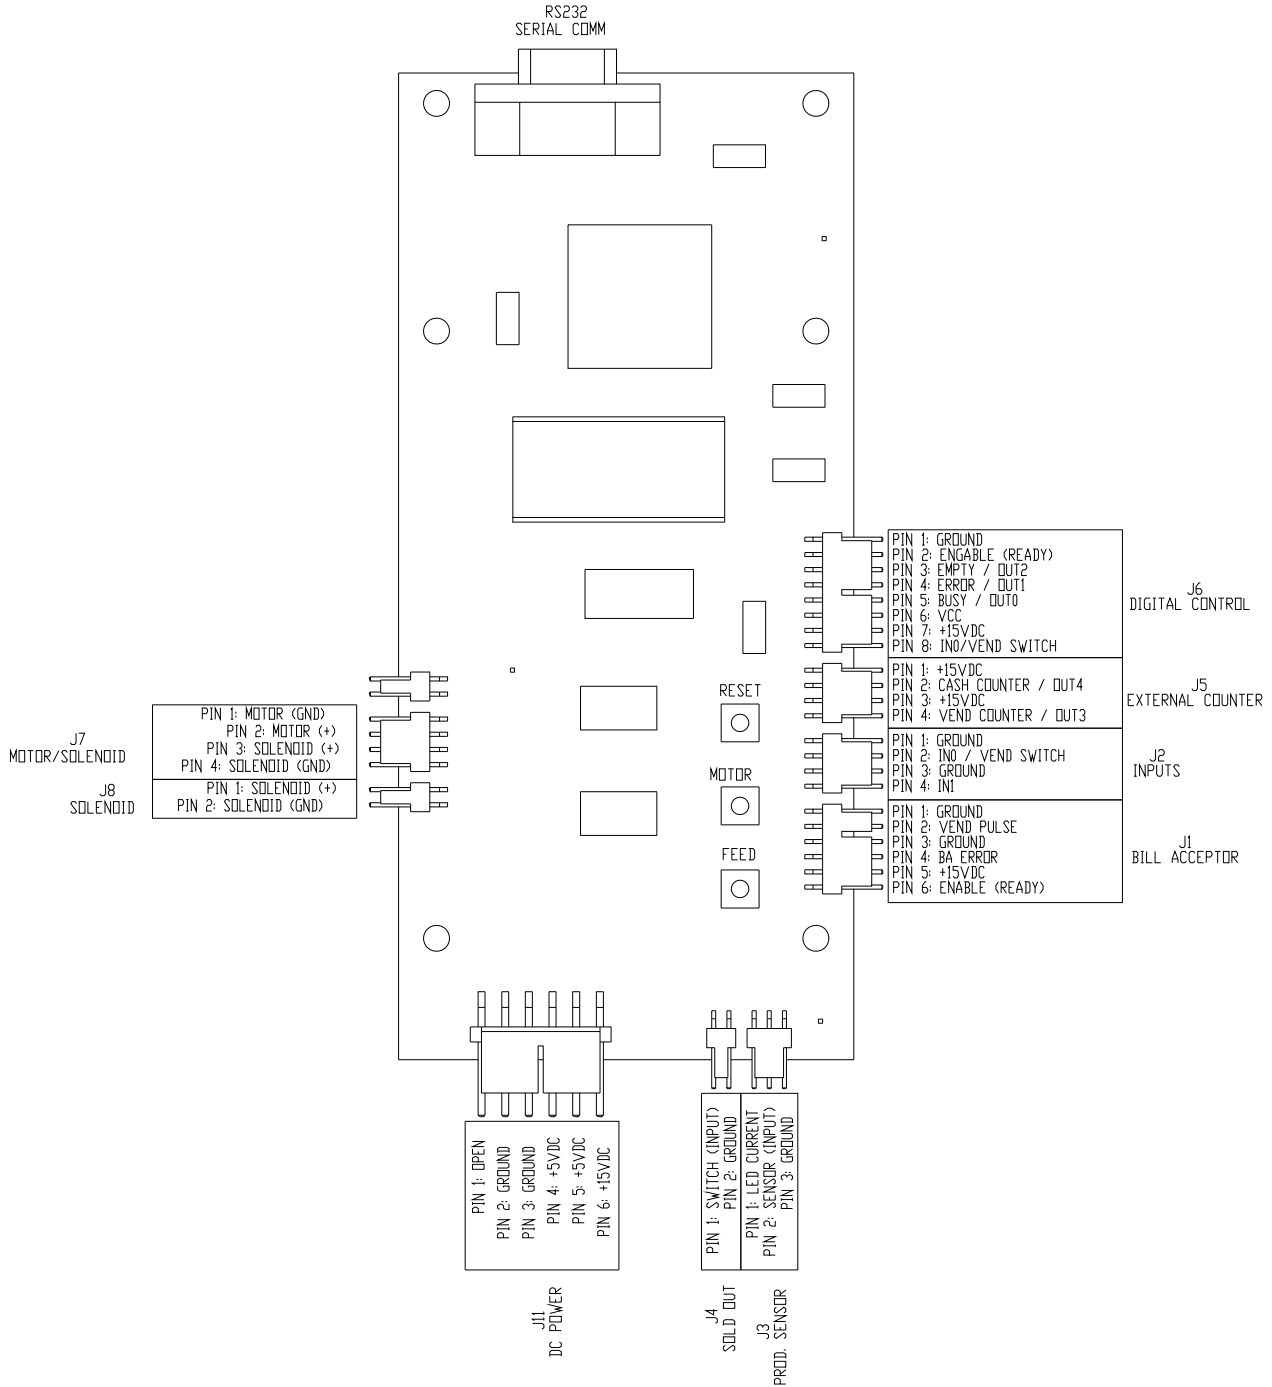 RS232
SERIAL COMM
PIN 1: GROUND
PIN 2: ENGABLE (READY)
PIN 3: EMPTY / OUT2
PIN 4: ERROR / OUT1
PIN 5: BUSY / OUT0
PIN 6: VCC
PIN 7: +15VDC
PIN 8: IN0/VEND SWITCH
J6
DIGITAL CONTROL
PIN 1: +15VDC
PIN 2: CASH COUNTER / OUT4
PIN 3: +15VDC
PIN 4: VEND COUNTER / OUT3
J5
EXTERNAL COUNTER
PIN 1: GROUND
PIN 2: IN0 / VEND SWITCH
PIN 3: GROUND
PIN 4: IN1
J2
INPUTS
PIN 1: GROUND
PIN 2: VEND PULSE
PIN 3: GROUND
PIN 4: BA ERROR
PIN 5: +15VDC
PIN 6: ENABLE (READY)
J1
BILL ACCEPTOR
RESET
MOTOR
FEED
J7
MOTOR/SOLENOID
PIN 1: MOTOR (GND)
PIN 2: MOTOR (+)
PIN 3: SOLENOID (+)
PIN 4: SOLENOID (GND)
J8
SOLENOID
PIN 1: SOLENOID (+)
PIN 2: SOLENOID (GND)
PIN 1: OPEN
PIN 2: GROUND
PIN 3: GROUND
PIN 4: +5VDC
PIN 5: +5VDC
PIN 6: +15VDC
J11
DC POWER
PIN 1: SWITCH (INPUT)
PIN 2: GROUND
J4
SOLD OUT
PIN 1: LED CURRENT
PIN 2: SENSOR (INPUT)
PIN 3: GROUND
J3
PROD. SENSOR